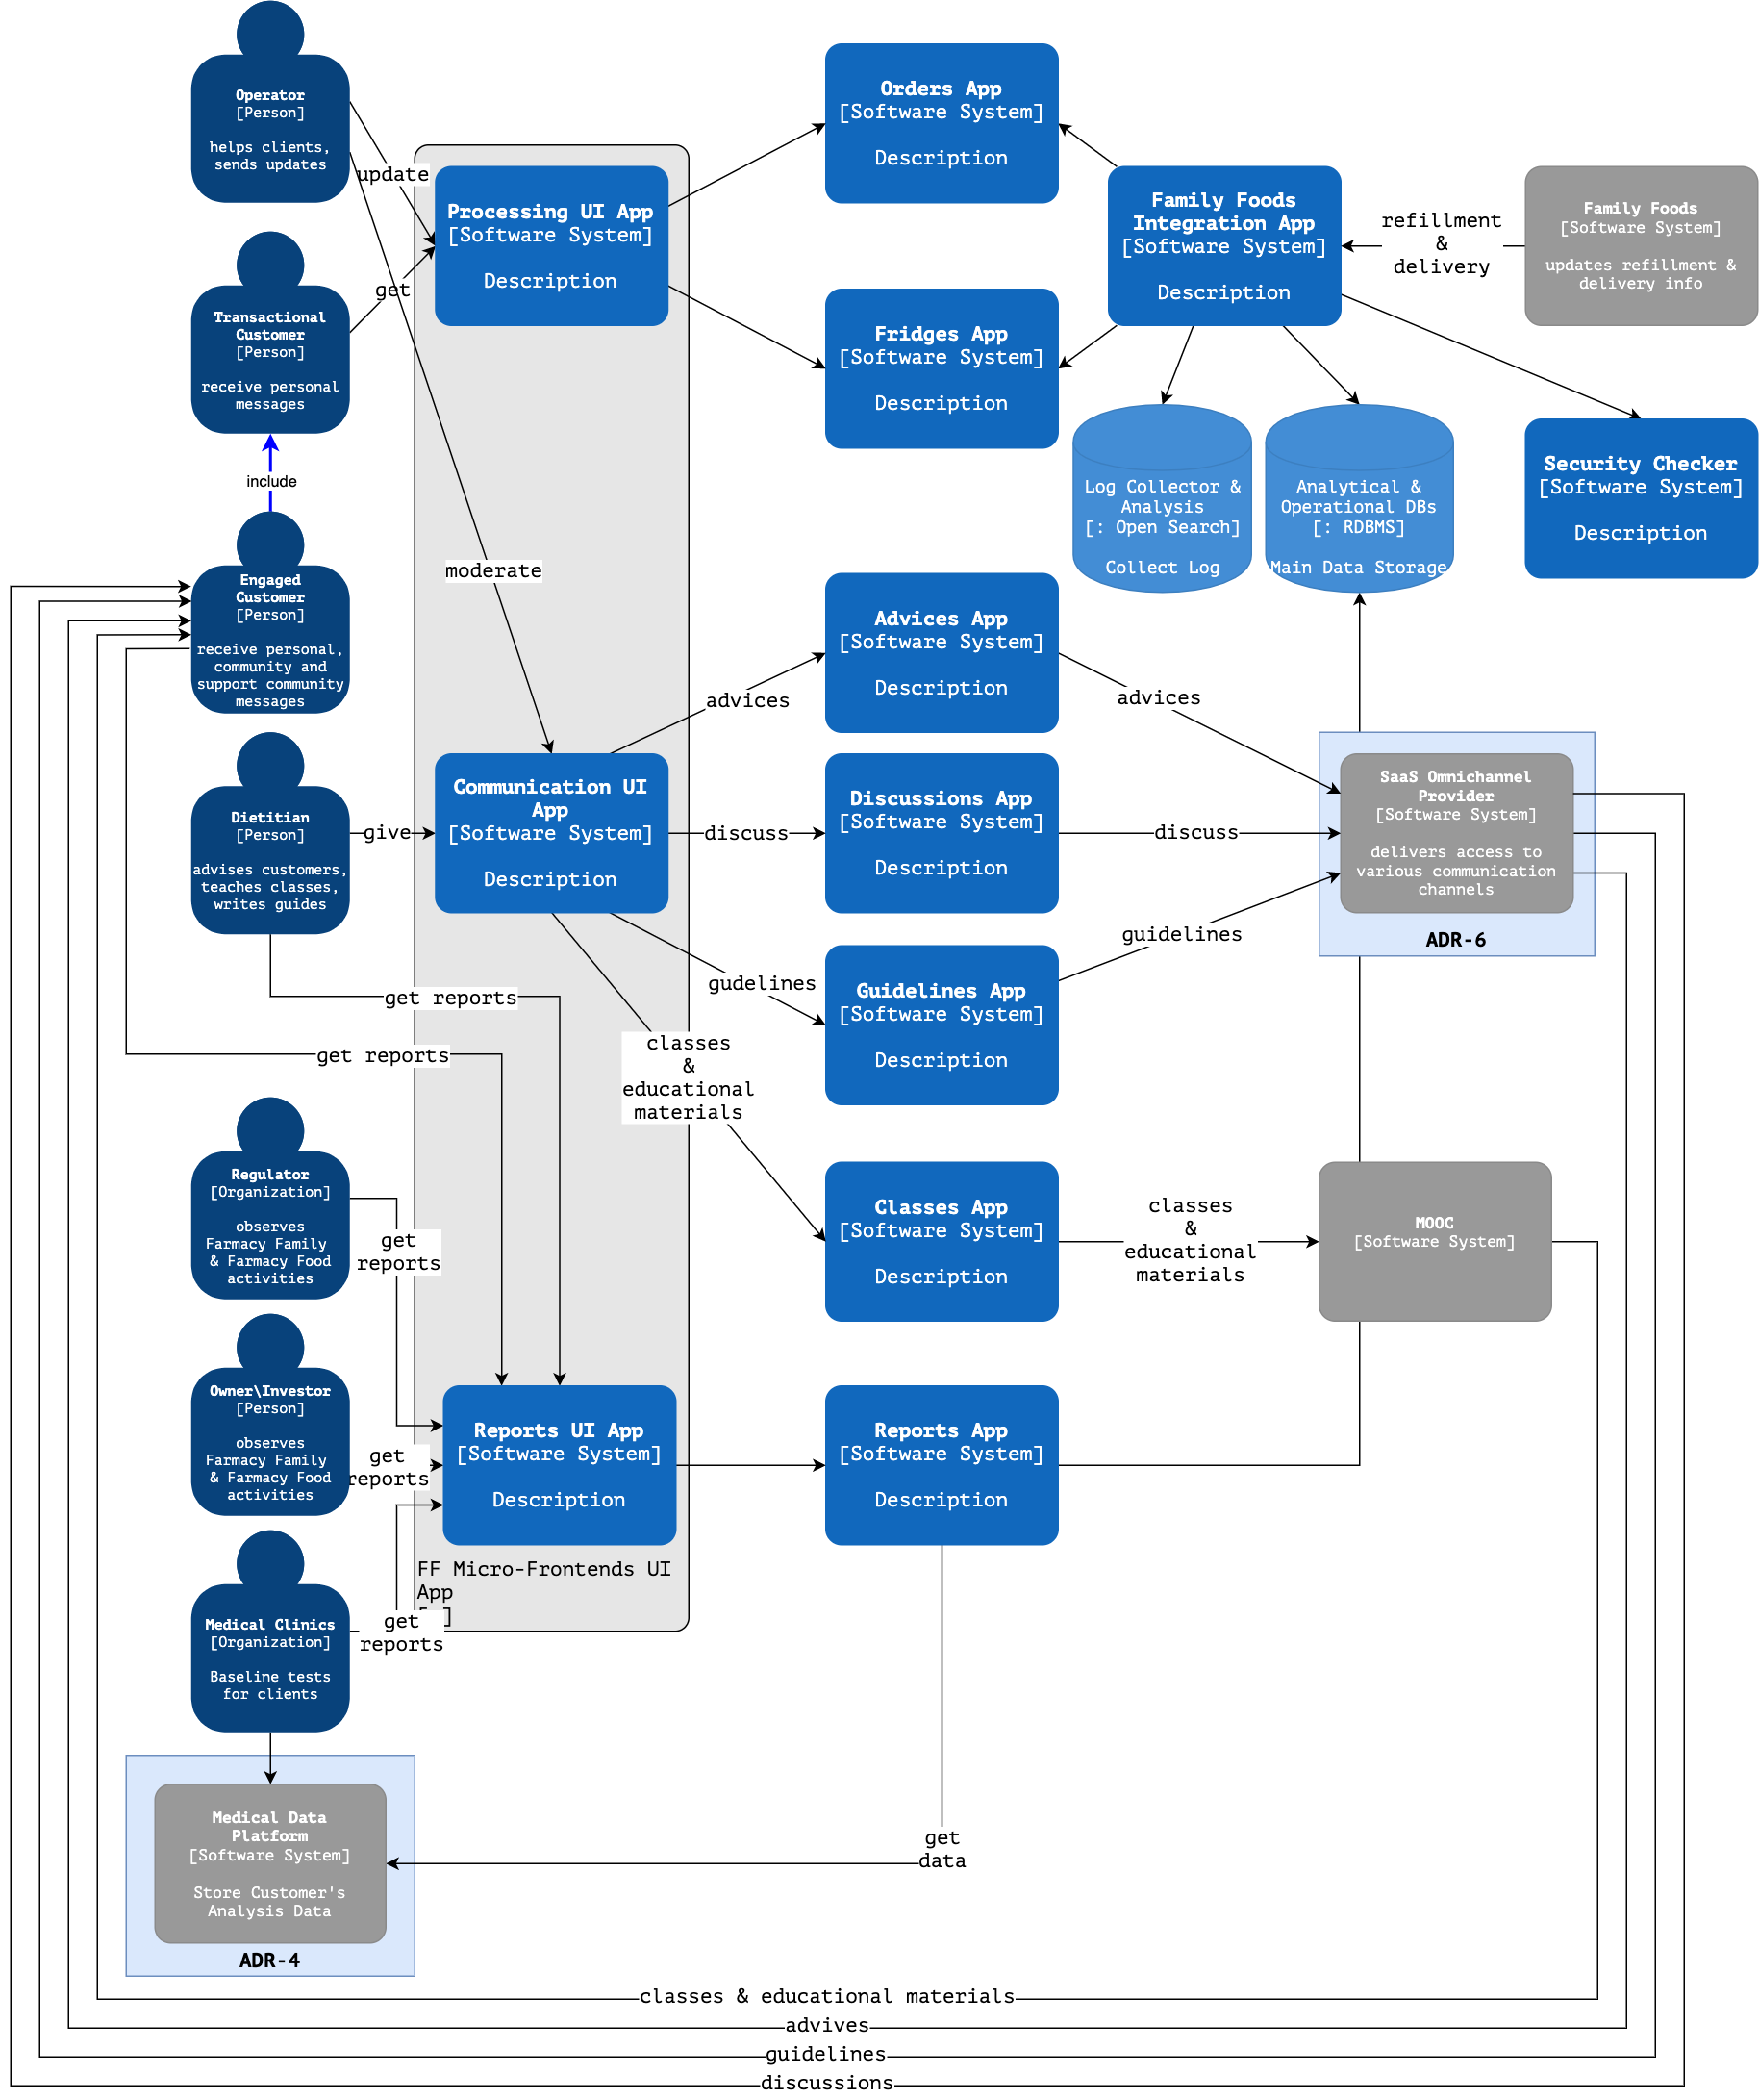 Operator
[Person]
helps clients,
sends updates
update
Transactional
Customer
[Person]
receive personal
messages
get
include
Engaged
Customer
[Person]
receive personal,
community and
support community
messages
moderate
Dietitian
[Person]
advises customers,
teaches classes,
writes guides
give
get reports
get reports
Regulator
[Organization]
observes
Farmacy Family
& Farmacy Food
activities
get
reports
Owner\Investor
[Person]
observes
Farmacy Family
& Farmacy Food
activities
get
reports
Medical Clinics
[Organization]
Baseline tests
for clients
get
reports
Medical Data
Platform
[Software System]
Store Customer's
Analysis Data
ADR-4
Processing UI App
[Software System]
Description
Communication UI
App
[Software System]
Description
Reports UI App
[Software System]
Description
FF Micro-Frontends UI
App
Orders App
[Software System]
Description
Fridges App
[Software System]
Description
advices
Advices App
[Software System]
Description
discuss
Discussions App
[Software System]
Description
gudelines
Guidelines App
[Software System]
Description
classes
&
educational
materials
Classes App
[Software System]
Description
Reports App
[Software System]
Description
get
data
Family Foods
Integration App
[Software System]
Description
refillment
&
delivery
Family Foods
[Software System]
updates refillment &
delivery info
Log Collector &
Analysis
[: Open Search]
Collect Log
Analytical &
Operational DBs
[: RDBMS]
Main Data Storage
Security Checker
[Software System]
Description
advices
discuss
guidelines
SaaS Omnichannel
Provider
[Software System]
delivers access to
various communication
channels
ADR-6
classes
&
educational
materials
MOOC
[Software System]
classes & educational materials
advives
guidelines
discussions